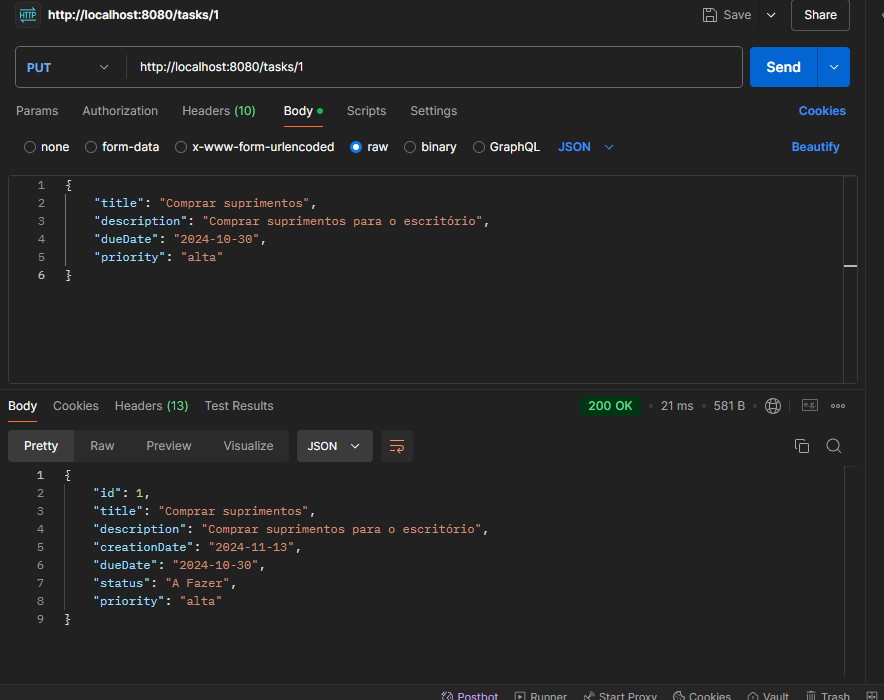 HTTP http://localhost:8080/tasks/1 Save Share
PUT http://localhost:8080/tasks/1 Send
Params Authorization Headers (10) Body Scripts Settings Cookies
none form-data x-www-form-urlencoded raw binary GraphQL JSON Beautify
1 {
2 "title": "Comprar suprimentos",
3 "description": "Comprar suprimentos para o escritório",
4 "dueDate": "2024-10-30",
5 "priority": "alta"
6 }
Body Cookies Headers (13) Test Results 200 OK • 21 ms • 581 B • e.g.
Pretty Raw Preview Visualize JSON
1 {
2 "id": 1,
3 "title": "Comprar suprimentos",
4 "description": "Comprar suprimentos para o escritório",
5 "creationDate": "2024-11-13",
6 "dueDate": "2024-10-30",
7 "status": "A Fazer",
8 "priority": "alta"
9 }
Postbot Runner Start Proxy Cookies Vault Trash